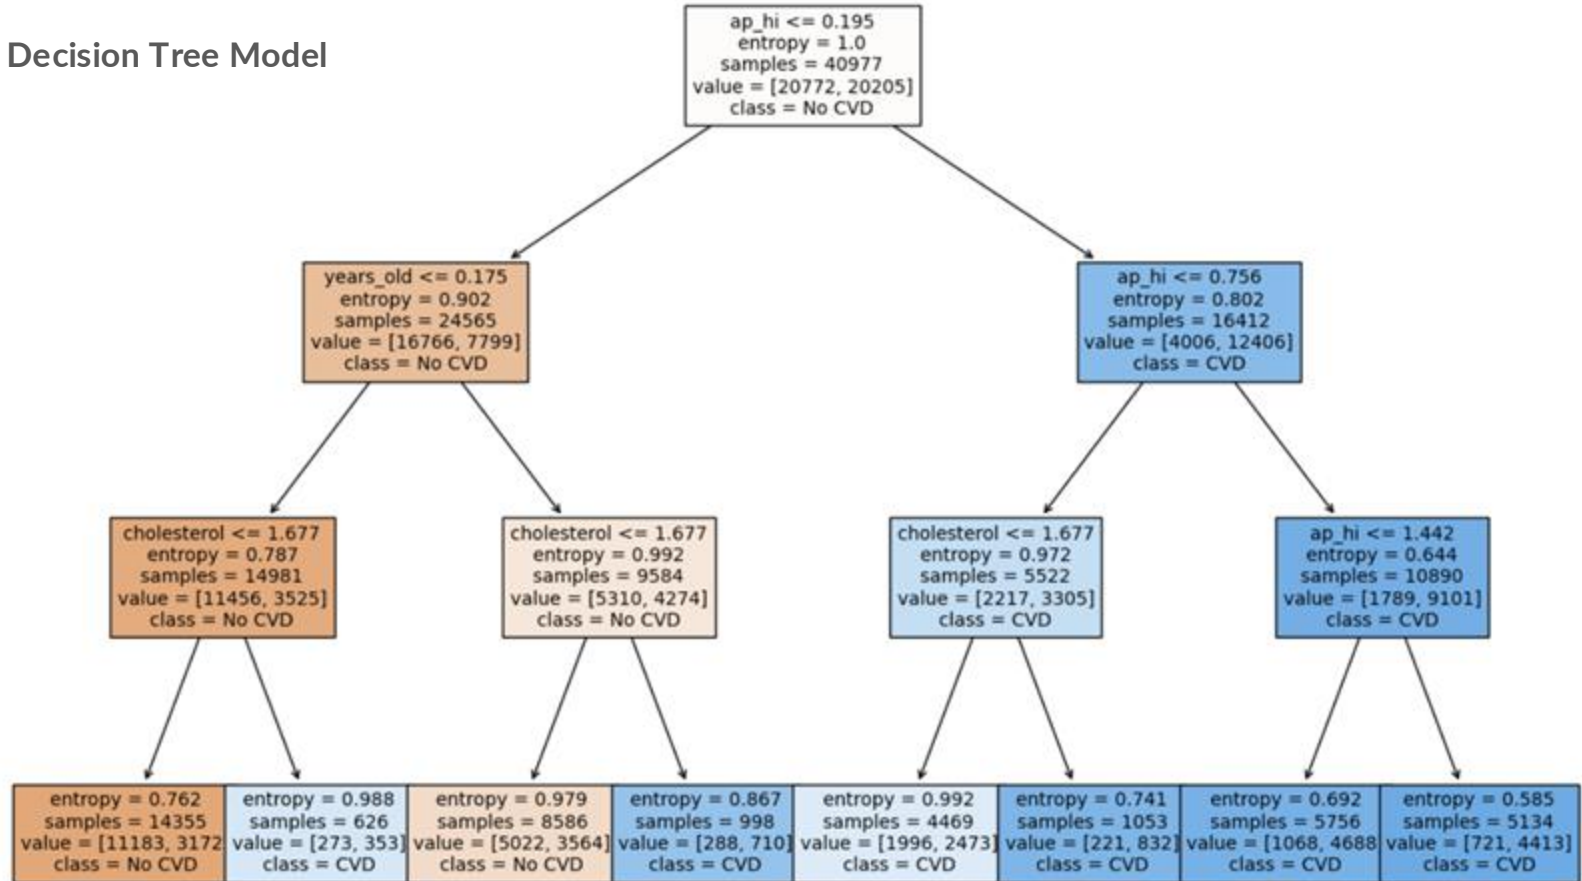 Decision Tree Model
ap_hi <= 0.195
entropy = 1.0
samples = 40977
value = [20772, 20205]
class = No CVD
years_old <= 0.175
entropy = 0.902
samples = 24565
value = [16766, 7799]
class = No CVD
ap_hi <= 0.756
entropy = 0.802
samples = 16412
value = [4006, 12406]
class = CVD
cholesterol <= 1.677
entropy = 0.787
samples = 14981
value = [11456, 3525]
class = No CVD
cholesterol <= 1.677
entropy = 0.992
samples = 9584
value = [5310, 4274]
class = No CVD
cholesterol <= 1.677
entropy = 0.972
samples = 5522
value = [2217, 3305]
class = CVD
ap_hi <= 1.442
entropy = 0.644
samples = 10890
value = [1789, 9101]
class = CVD
entropy = 0.762
samples = 14355
value = [11183, 3172
class = No CVD
entropy = 0.988
samples = 626
value = [273, 353]
class = CVD
entropy = 0.979
samples = 8586
value = [5022, 3564]
class = No CVD
entropy = 0.867
samples = 998
value = [288, 710]
class = CVD
entropy = 0.992
samples = 4469
value = [1996, 2473]
class = CVD
entropy = 0.741
samples = 1053
value = [221, 832]
class = CVD
entropy = 0.692
samples = 5756
value = [1068, 4688
class = CVD
entropy = 0.585
samples = 5134
value = [721, 4413]
class = CVD